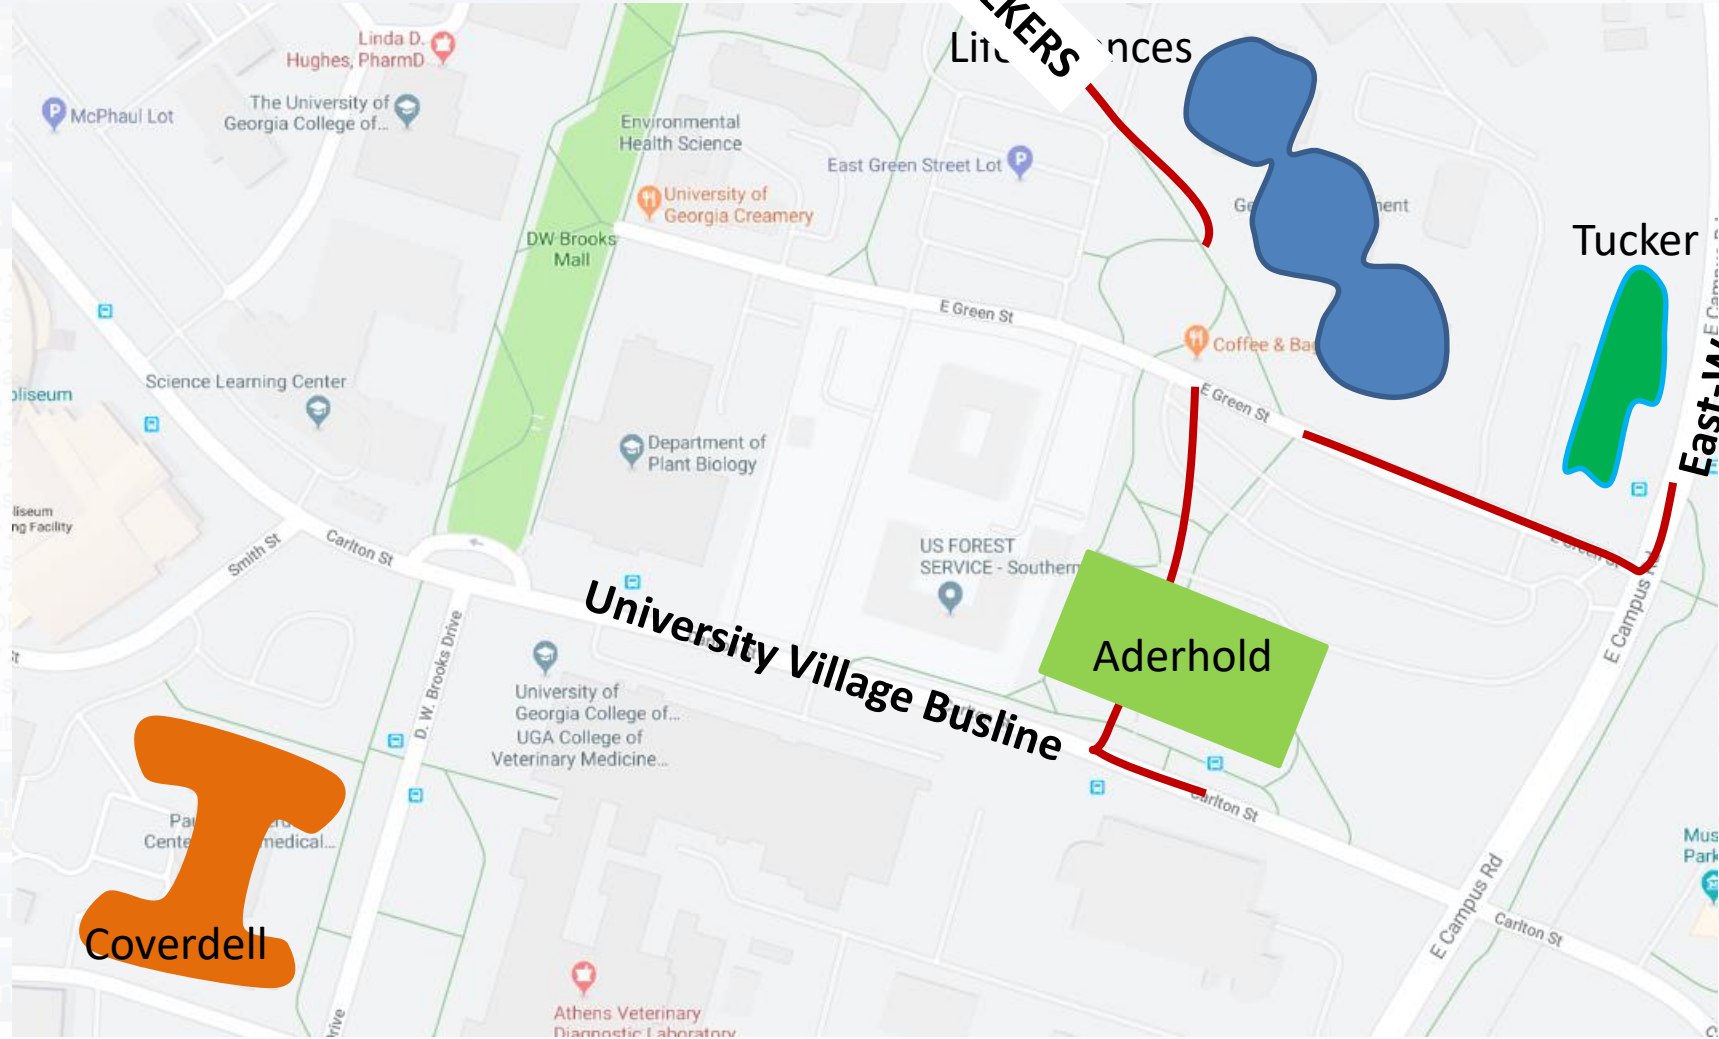 Linda D.
Hughes, PharmD
McPhaul Lot
The University of
Georgia College of...
Environmental
Health Science
University of
Georgia Creamery
East Green Street Lot
DW Brooks
Mall
Tucker
E Green St
Coffee &
E Green St
Science Learning Center
Department of
Plant Biology
Smith St
Carlton St
US FOREST
SERVICE - Southern
University Village Busline
Aderhold
E Campus Rd
D. W. Brooks Drive
University of
Georgia College of...
UGA College of
Veterinary Medicine...
Carlton St
E Campus Rd
Carlton St
Coverdell
Athens Veterinary
Diagnostic Laboratory